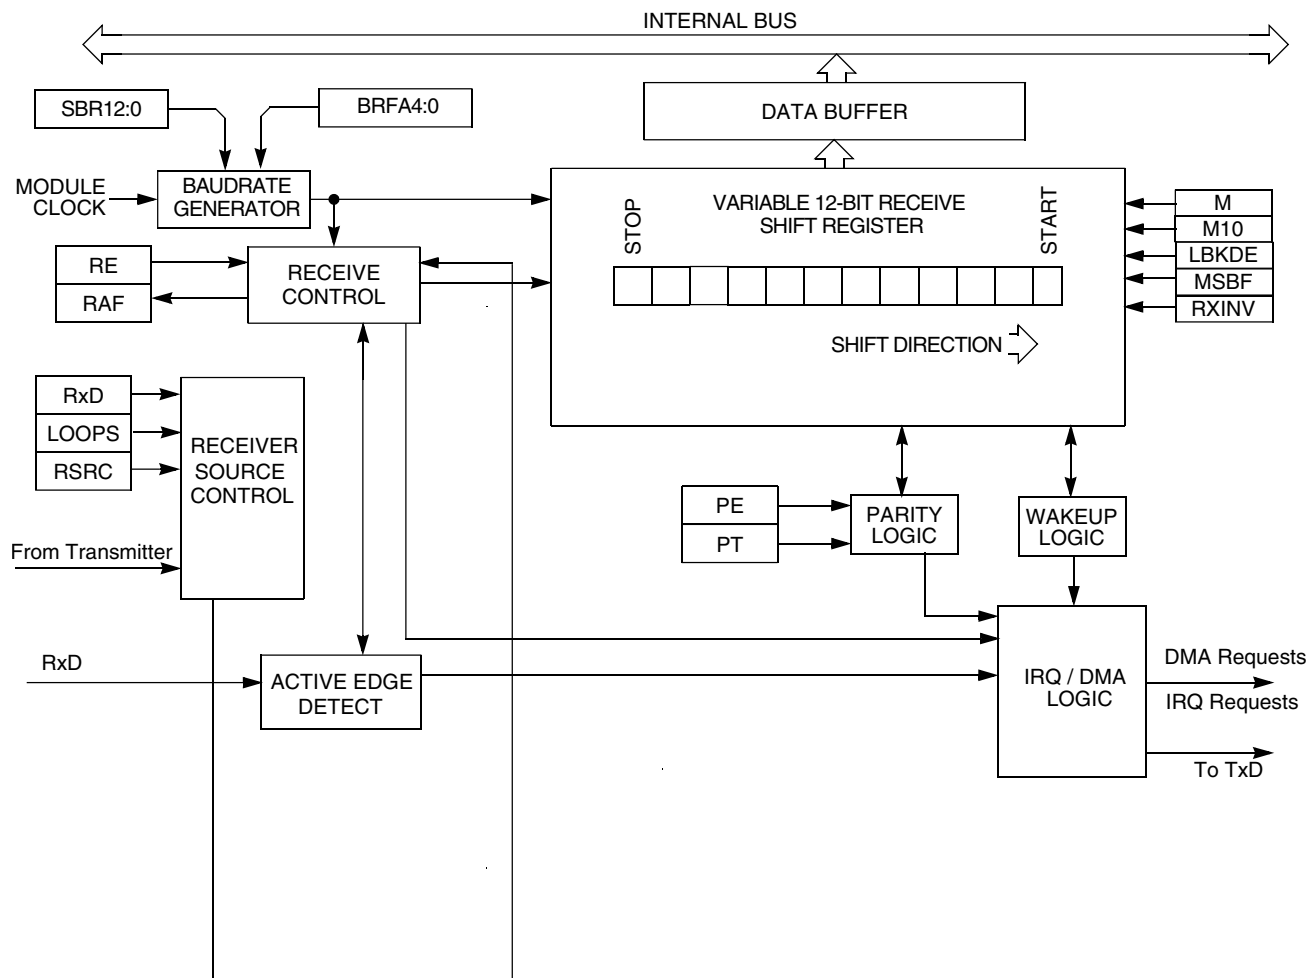 INTERNAL BUS
SBR12:0
BRFA4:0
DATA BUFFER
MODULE
CLOCK
BAUDRATE
GENERATOR
VARIABLE 12-BIT RECEIVE
SHIFT REGISTER
STOP
START
M
M10
LBKDE
MSBF
RXINV
RE
RAF
RECEIVE
CONTROL
SHIFT DIRECTION
RxD
LOOPS
RSRC
RECEIVER
SOURCE
CONTROL
From Transmitter
PE
PT
PARITY
LOGIC
WAKEUP
LOGIC
RxD
ACTIVE EDGE
DETECT
IRQ / DMA
LOGIC
DMA Requests
IRQ Requests
To TxD